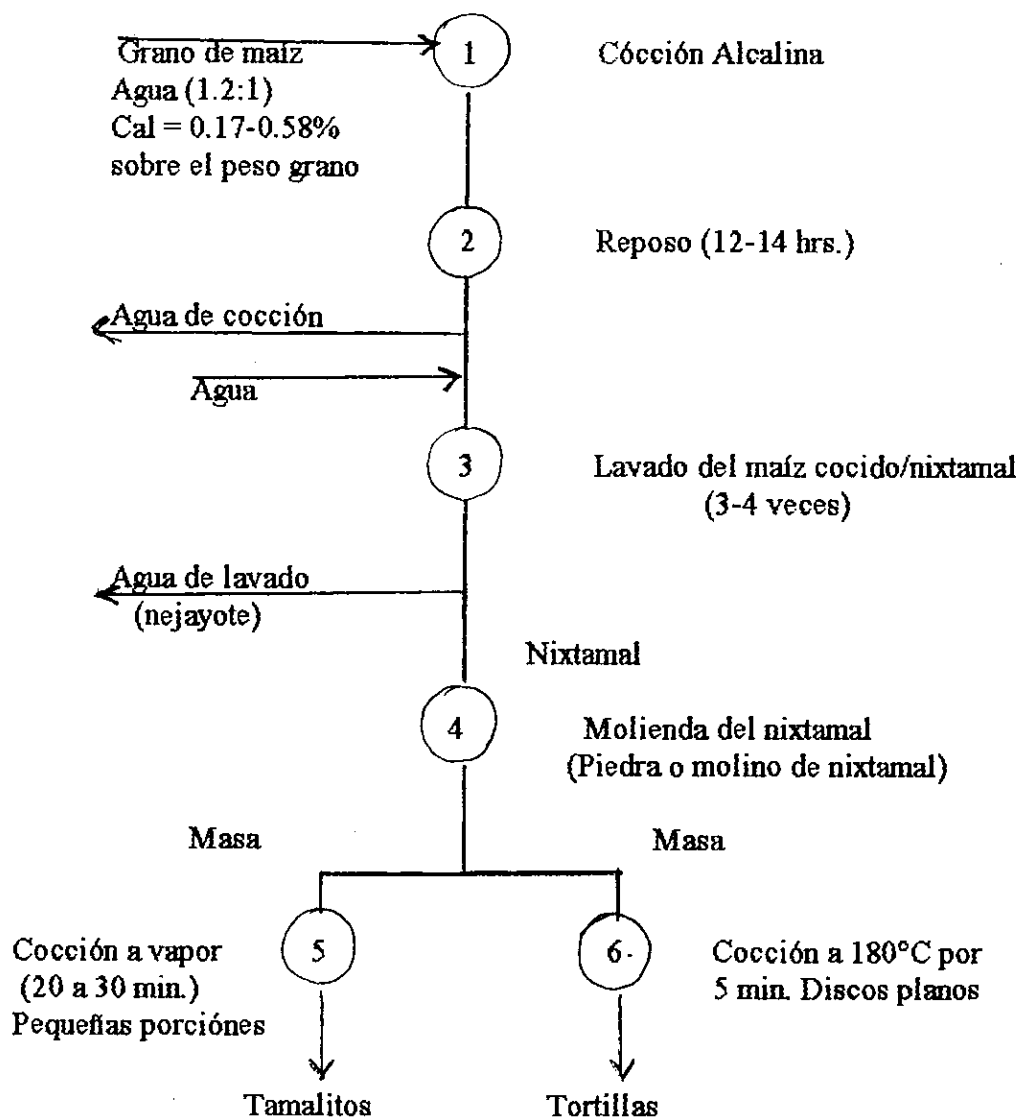 Grano de maíz
Agua (1.2:1)
Cal = 0.17-0.58%
sobre el peso grano
1
Cócción Alcalina
2
Reposo (12-14 hrs.)
Agua de cocción
Agua
3
Lavado del maíz cocido/nixtamal
(3-4 veces)
Agua de lavado
(nejayote)
Nixtamal
4
Molienda del nixtamal
(Piedra o molino de nixtamal)
Masa
Masa
Cocción a vapor
(20 a 30 min.)
Pequeñas porciónes
5
6.
Cocción a 180°C por
5 min. Discos planos
Tamalitos
Tortillas